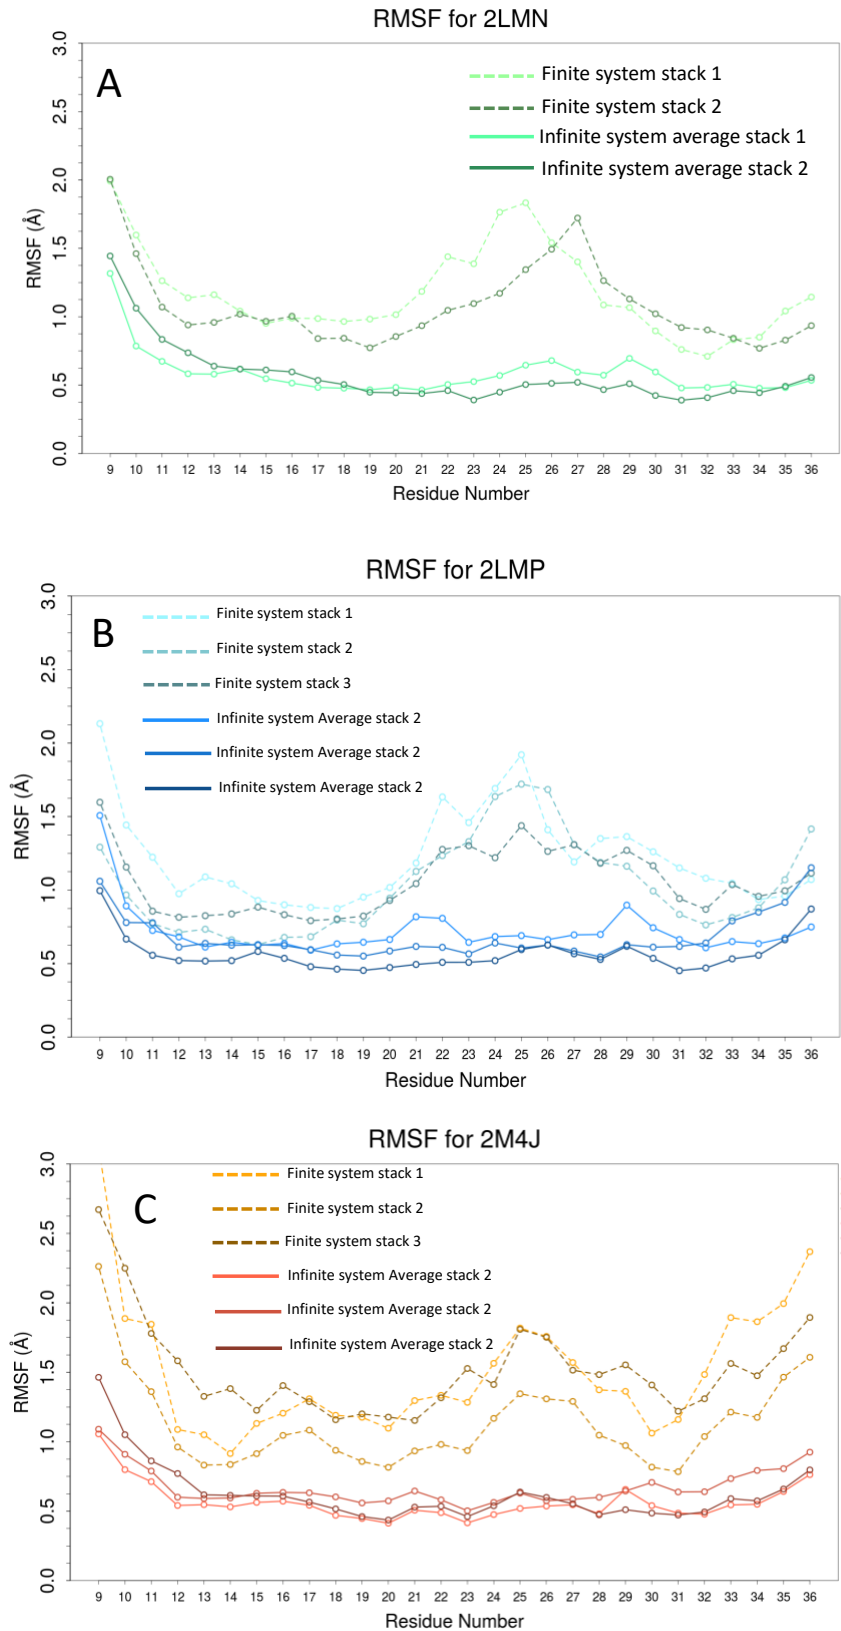 RMSF for 2LMN
A
Finite system stack 1
Finite system stack 2
Infinite system average stack 1
Infinite system average stack 2
RMSF (Å)
3.0
2.5
2.0
1.5
1.0
0.5
0.0
9 10 11 12 13 14 15 16 17 18 19 20 21 22 23 24 25 26 27 28 29 30 31 32 33 34 35 36
Residue Number
RMSF for 2LMP
B
Finite system stack 1
Finite system stack 2
Finite system stack 3
Infinite system Average stack 2
Infinite system Average stack 2
Infinite system Average stack 2
RMSF (Å)
3.0
2.5
2.0
1.5
1.0
0.5
0.0
9 10 11 12 13 14 15 16 17 18 19 20 21 22 23 24 25 26 27 28 29 30 31 32 33 34 35 36
Residue Number
RMSF for 2M4J
C
Finite system stack 1
Finite system stack 2
Finite system stack 3
Infinite system Average stack 2
Infinite system Average stack 2
Infinite system Average stack 2
RMSF (Å)
3.0
2.5
2.0
1.5
1.0
0.5
0.0
9 10 11 12 13 14 15 16 17 18 19 20 21 22 23 24 25 26 27 28 29 30 31 32 33 34 35 36
Residue Number